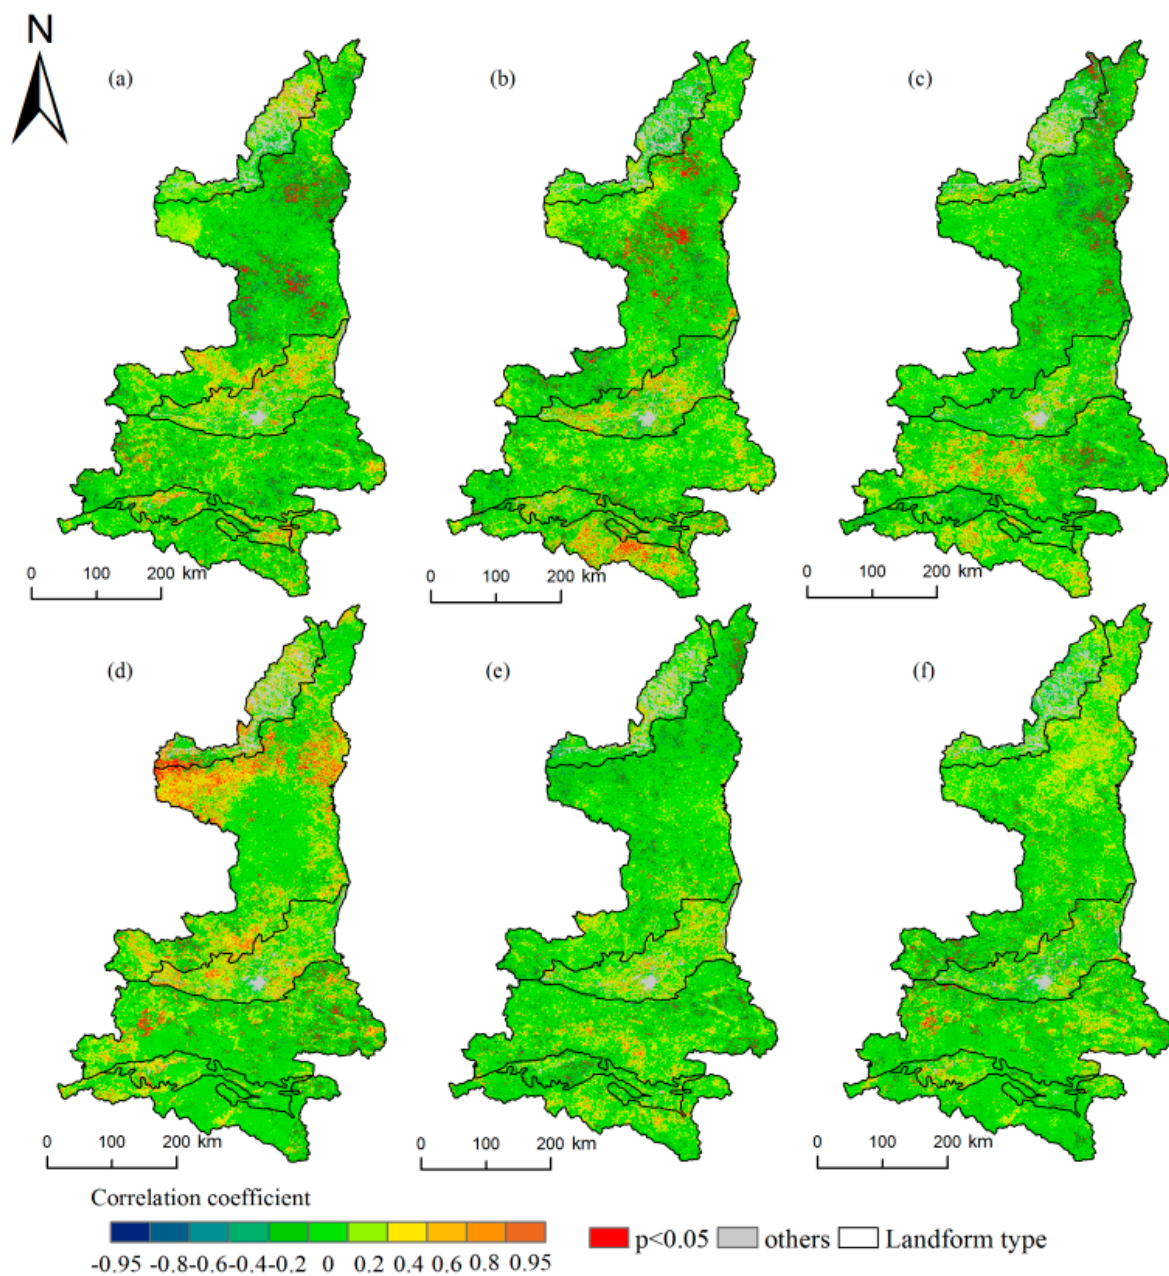 N
(a)
(b)
(c)
0 100 200 km
0 100 200 km
0 100 200 km
(d)
(e)
(f)
0 100 200 km
0 100 200 km
0 100 200 km
Correlation coefficient
-0.95 -0.8 -0.6 -0.4 -0.2 0 0.2 0.4 0.6 0.8 0.95
p<0.05 others Landform type